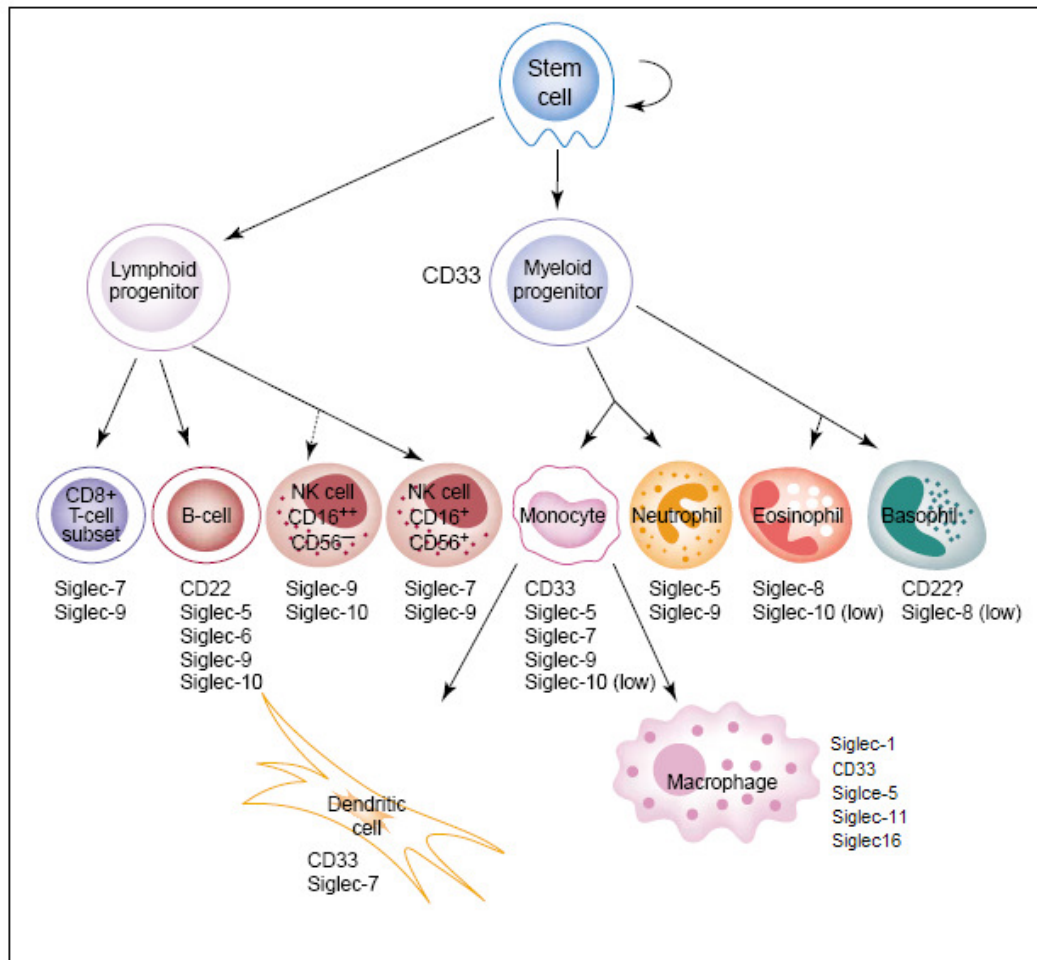 Stem
cell
Lymphoid
progenitor
CD33
Myeloid
progenitor
CD8+
T-cell
subset
B-cell
NK cell
CD16++
CD56—
NK cell
CD16+
CD56+
Monocyte
Neutrophil
Eosinophil
Basophil
Siglec-7
Siglec-9
CD22
Siglec-5
Siglec-6
Siglec-9
Siglec-10
Siglec-9
Siglec-10
Siglec-7
Siglec-9
CD33
Siglec-5
Siglec-7
Siglec-9
Siglec-10 (low)
Siglec-5
Siglec-9
Siglec-8
Siglec-10 (low)
CD22?
Siglec-8 (low)
Dendritic
cell
CD33
Siglec-7
Macrophage
Siglec-1
CD33
Siglce-5
Siglec-11
Siglec16